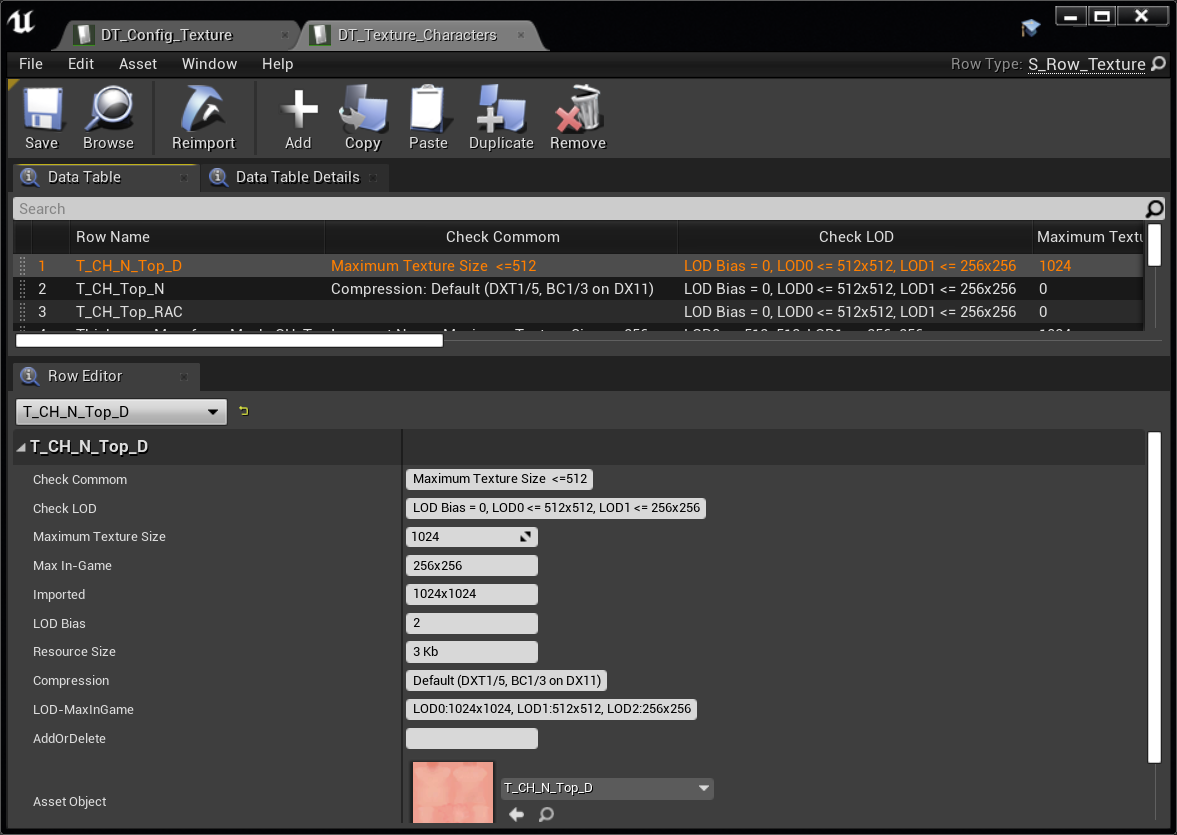 DT_Config_Texture
DT_Texture_Characters
File Edit Asset Window Help Row Type: S_Row_Texture
Save Browse Reimport Add Copy Paste Duplicate Remove
Data Table Data Table Details
Search
Row Name Check Commom Check LOD Maximum Textu
1 T_CH_N_Top_D Maximum Texture Size <=512 LOD Bias = 0, LOD0 <= 512x512, LOD1 <= 256x256 1024
2 T_CH_Top_N Compression: Default (DXT1/5, BC1/3 on DX11) LOD Bias = 0, LOD0 <= 512x512, LOD1 <= 256x256 0
3 T_CH_Top_RAC LOD Bias = 0, LOD0 <= 512x512, LOD1 <= 256x256 0
Row Editor
T_CH_N_Top_D
T_CH_N_Top_D
Check Commom Maximum Texture Size <=512
Check LOD LOD Bias = 0, LOD0 <= 512x512, LOD1 <= 256x256
Maximum Texture Size 1024
Max In-Game 256x256
Imported 1024x1024
LOD Bias 2
Resource Size 3 Kb
Compression Default (DXT1/5, BC1/3 on DX11)
LOD-MaxInGame LOD0:1024x1024, LOD1:512x512, LOD2:256x256
AddOrDelete
Asset Object T_CH_N_Top_D